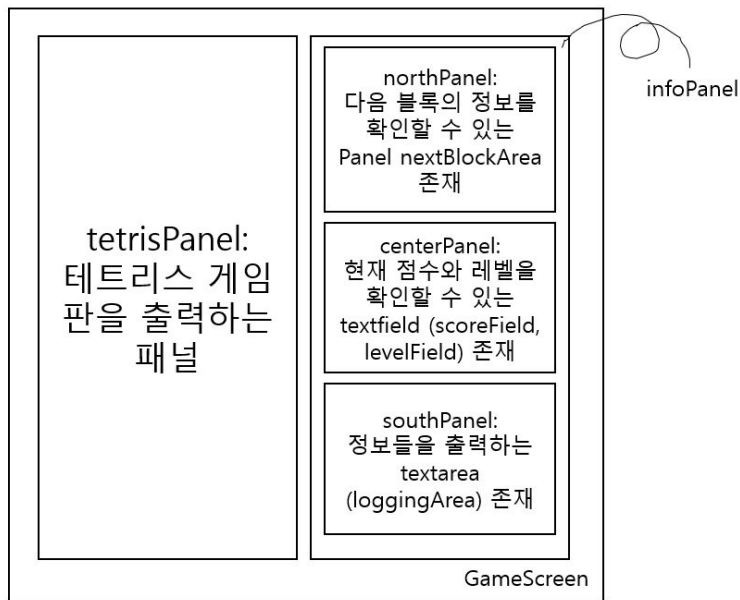 tetrisPanel:
테트리스 게임
판을 출력하는
패널
northPanel:
다음 블록의 정보를
확인할 수 있는
Panel nextBlockArea
존재
centerPanel:
현재 점수와 레벨을
확인할 수 있는
textfield (scoreField,
levelField) 존재
southPanel:
정보들을 출력하는
textarea
(loggingArea) 존재
infoPanel
GameScreen